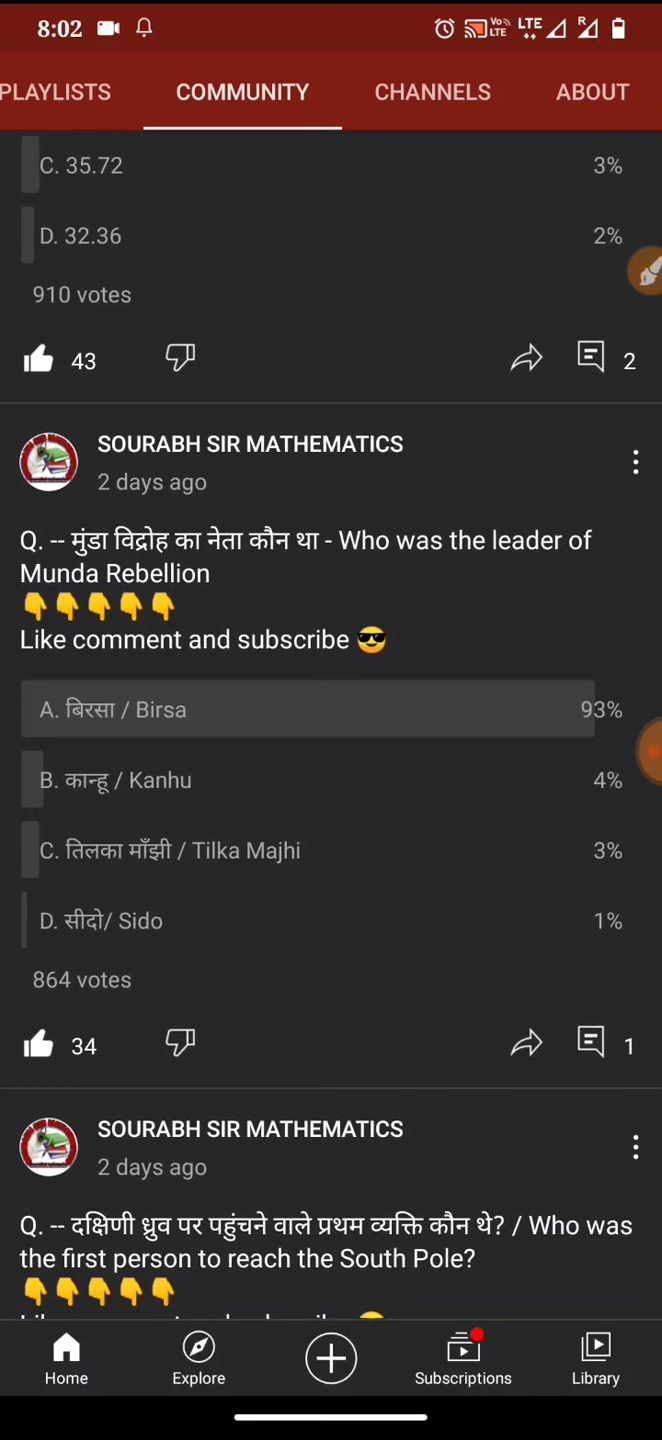 8:02 Vo LTE LTE R
PLAYLISTS COMMUNITY CHANNELS ABOUT
C. 35.72 3%
D. 32.36 2%
910 votes
43 2
SOURABH SIR MATHEMATICS
2 days ago
Q. -- मुंडा विद्रोह का नेता कौन था - Who was the leader of
Munda Rebellion
👇👇👇👇👇
Like comment and subscribe 😎
A. बिरसा / Birsa 93%
B. कान्हू / Kanhu 4%
C. तिलका माँझी / Tilka Majhi 3%
D. सीदो/ Sido 1%
864 votes
34 1
SOURABH SIR MATHEMATICS
2 days ago
Q. -- दक्षिणी ध्रुव पर पहुंचने वाले प्रथम व्यक्ति कौन थे? / Who was
the first person to reach the South Pole?
👇👇👇👇👇
Home Explore Subscriptions Library